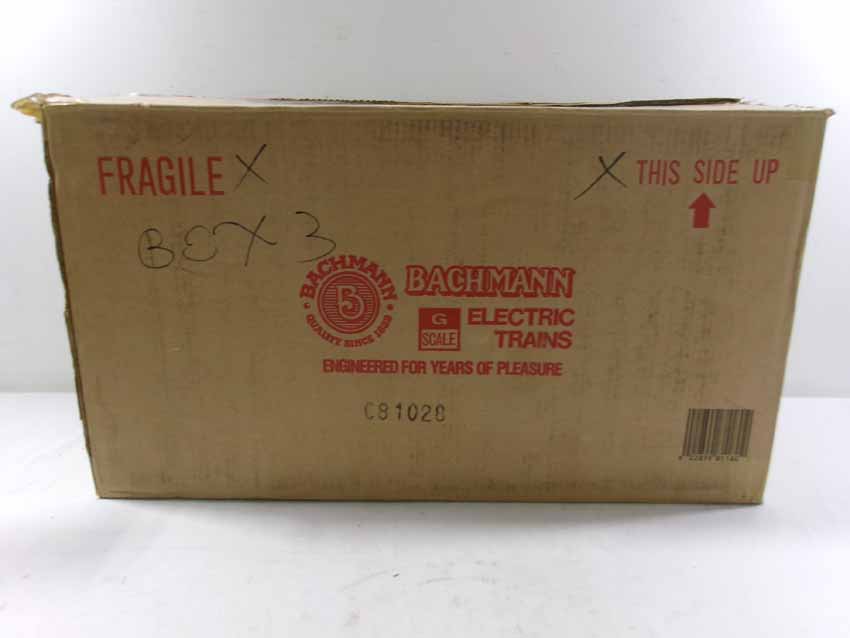 FRAGILE X
X THIS SIDE UP
BOX 3
BACHMANN
B
QUALITY SINCE 1833
BACHMANN
G SCALE
ELECTRIC TRAINS
ENGINEERED FOR YEARS OF PLEASURE